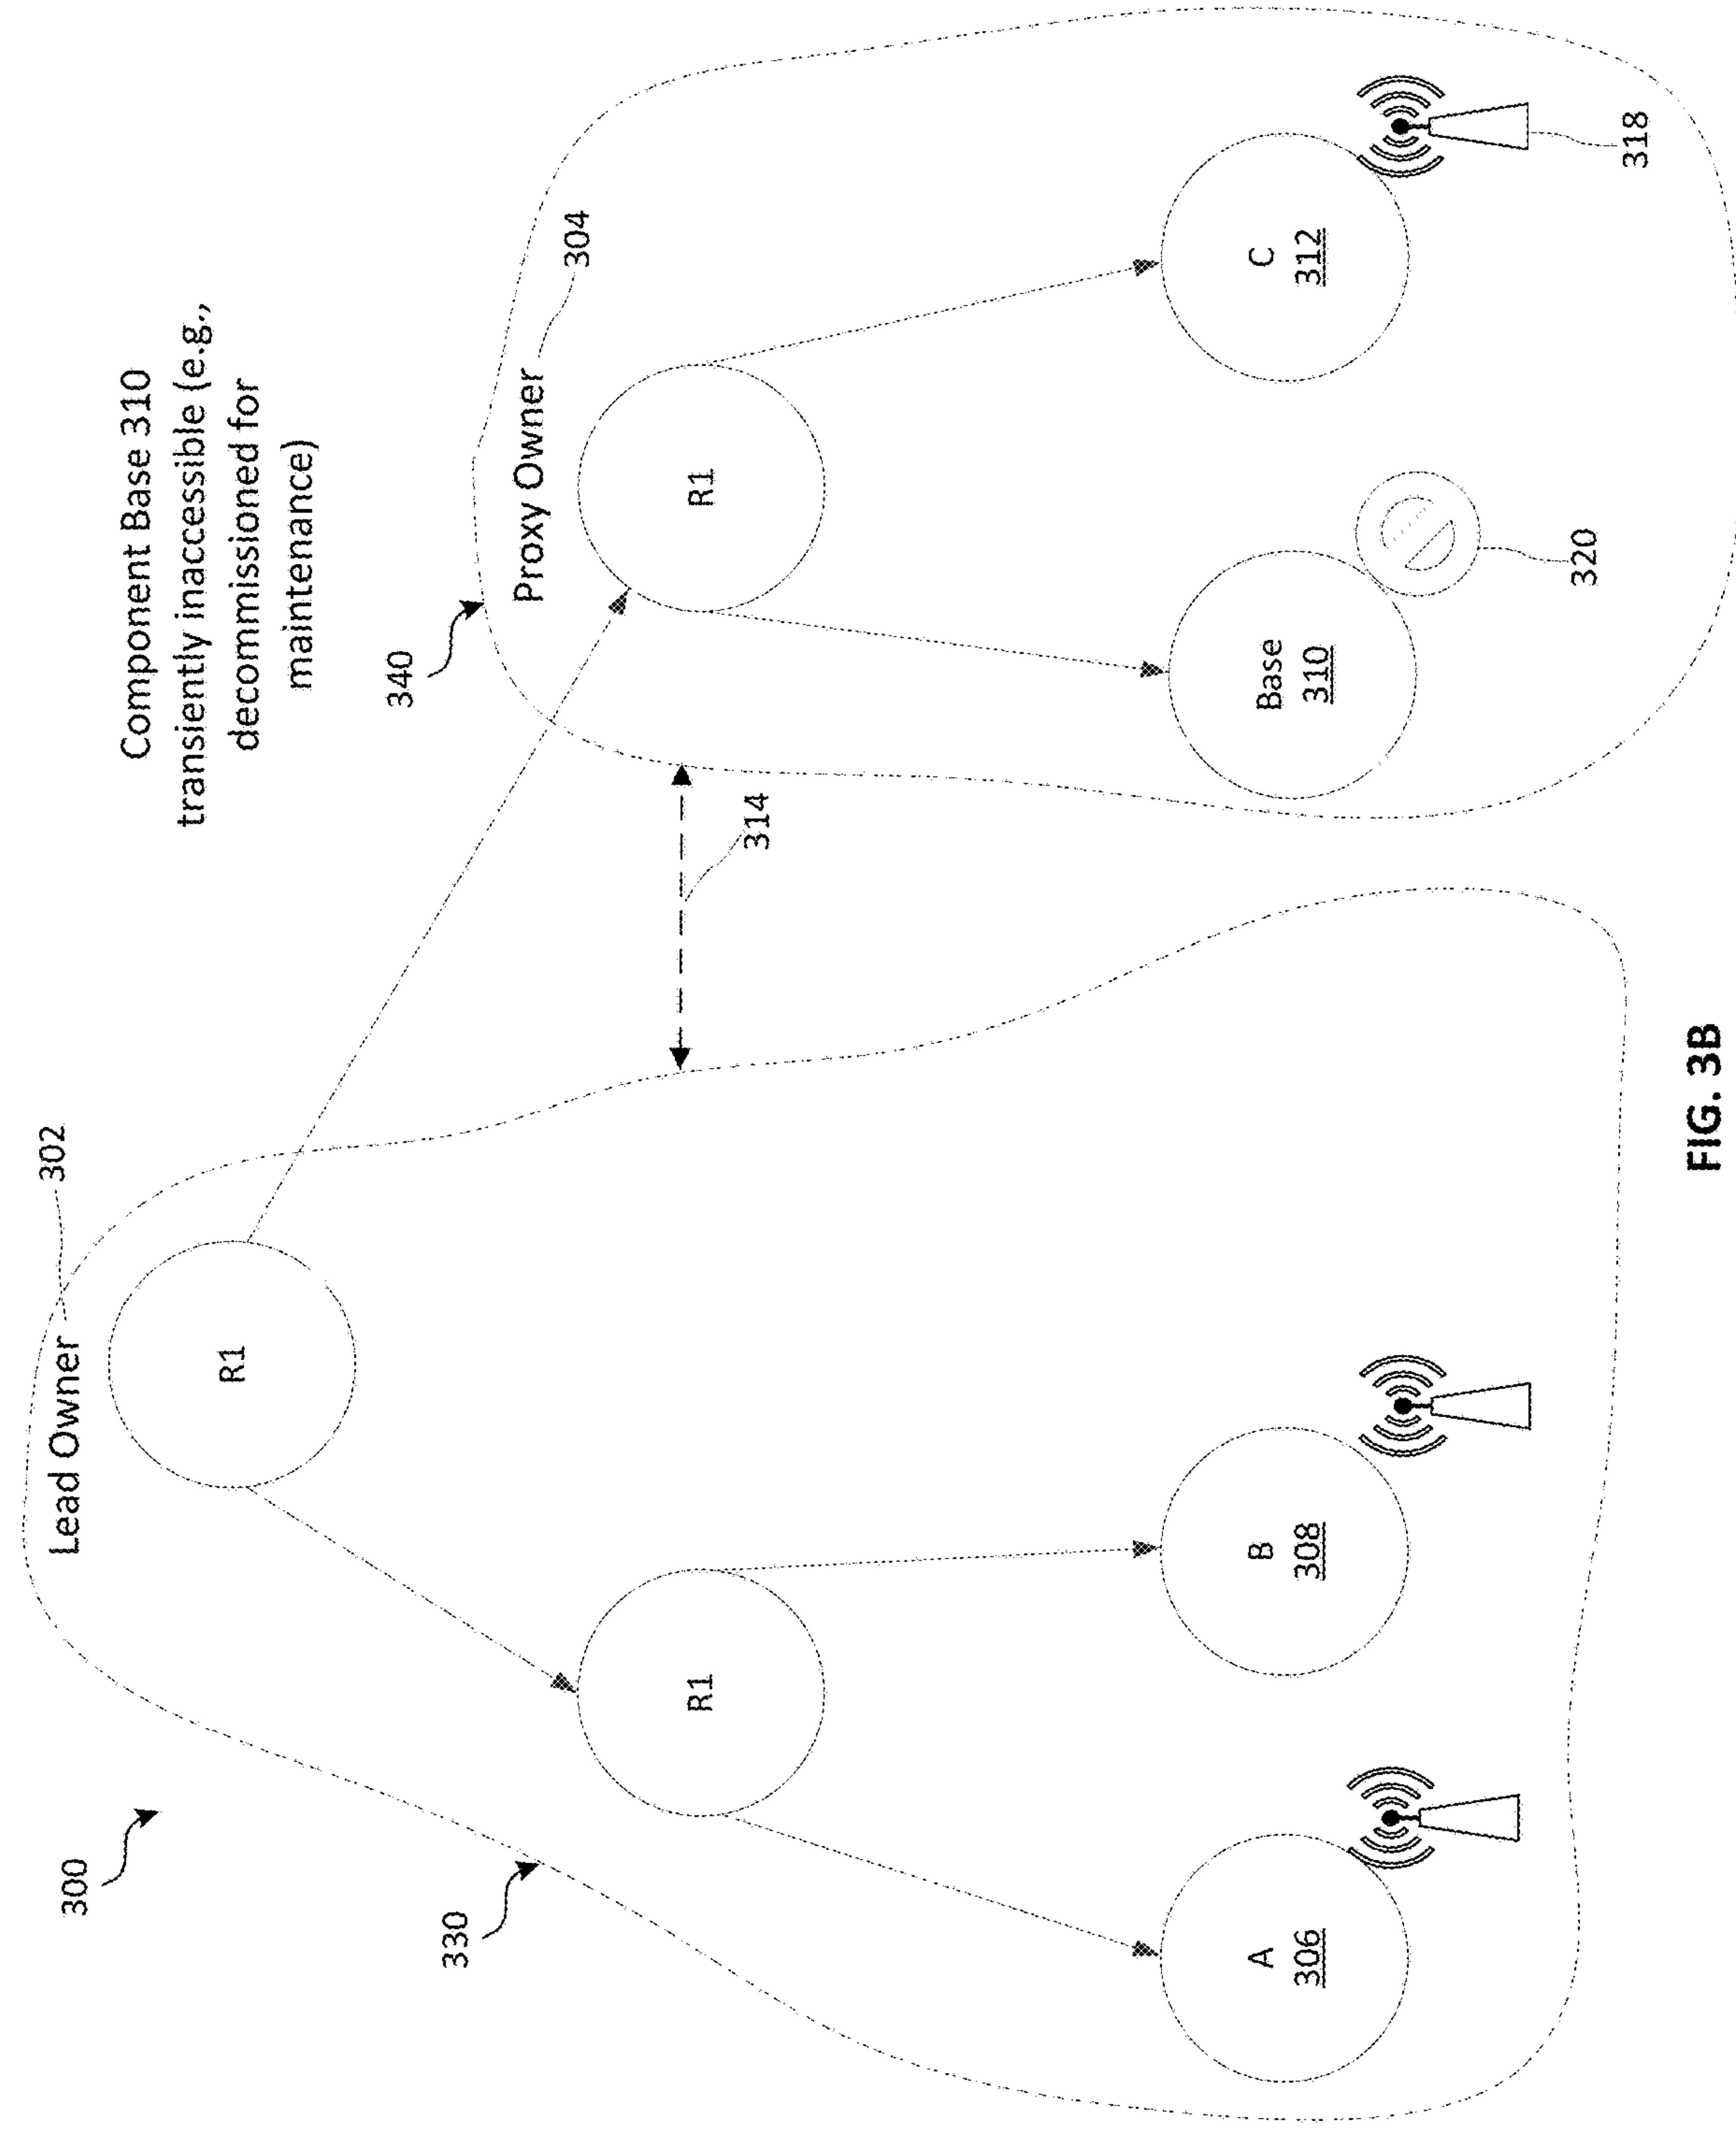 300
Lead Owner
302
R1
Component Base 310
transiently inaccessible (e.g.,
decommissioned for
maintenance)
340
Proxy Owner
304
330
R1
R1
314
A
306
B
308
Base
310
C
312
320
318
FIG. 3B